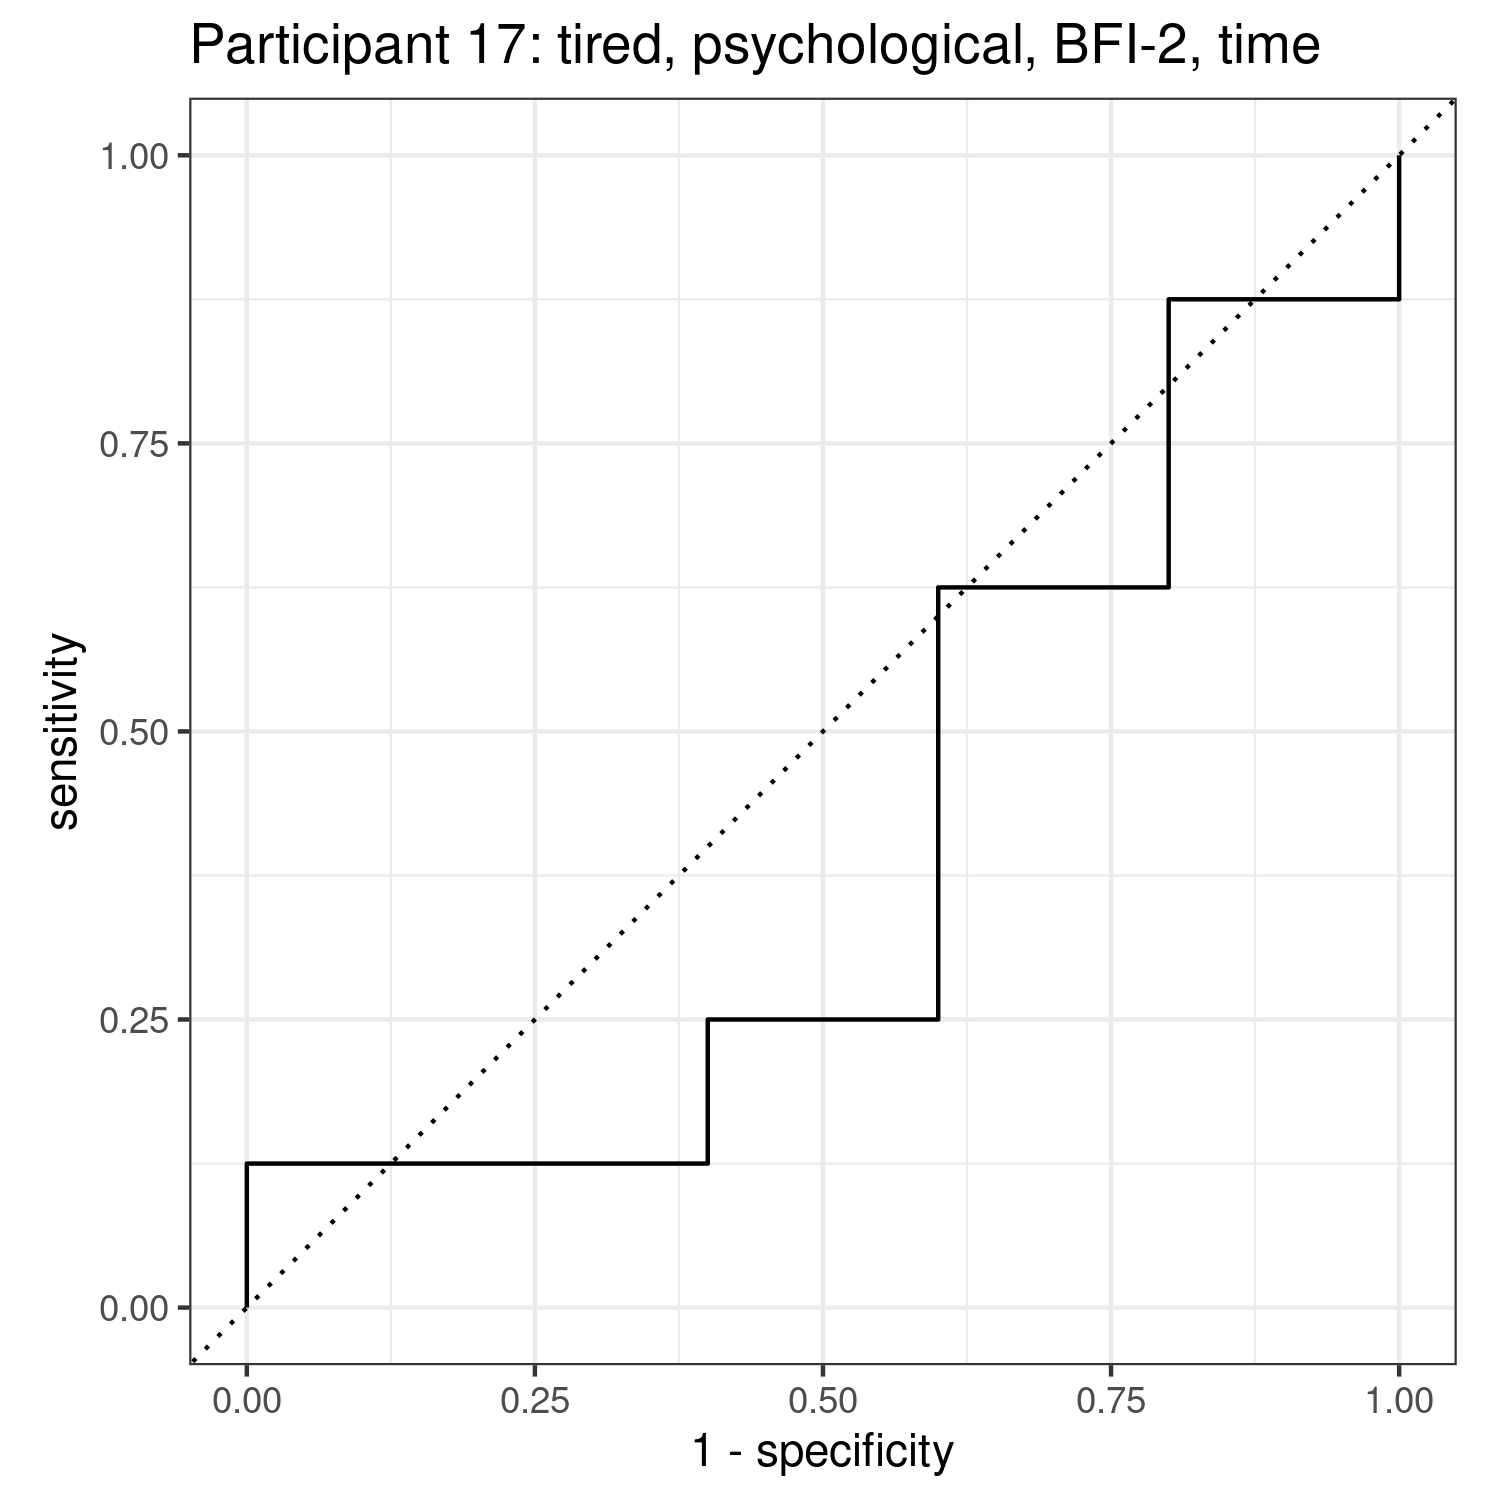 Participant 17: tired, psychological, BFI-2, time
1.00
0.75
0.50
0.25
0.00
sensitivity
0.00 0.25 0.50 0.75 1.00
1 - specificity